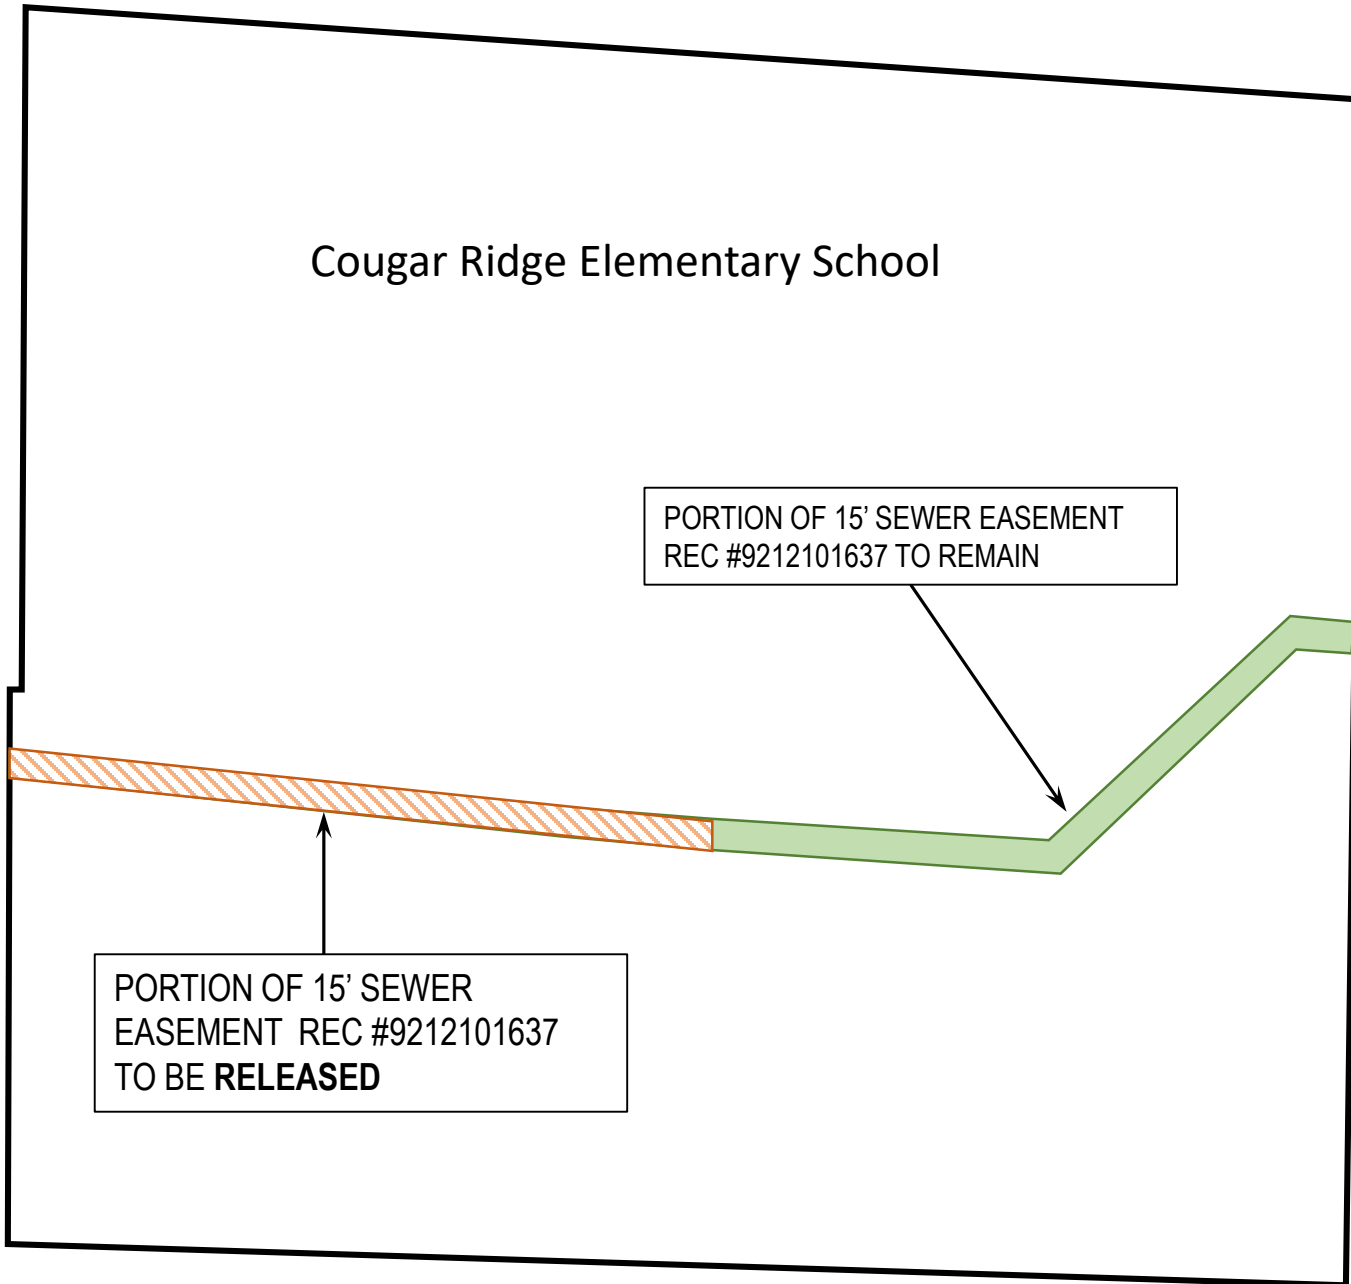 Cougar Ridge Elementary School
PORTION OF 15’ SEWER EASEMENT
REC #9212101637 TO REMAIN
PORTION OF 15’ SEWER
EASEMENT  REC #9212101637
TO BE RELEASED